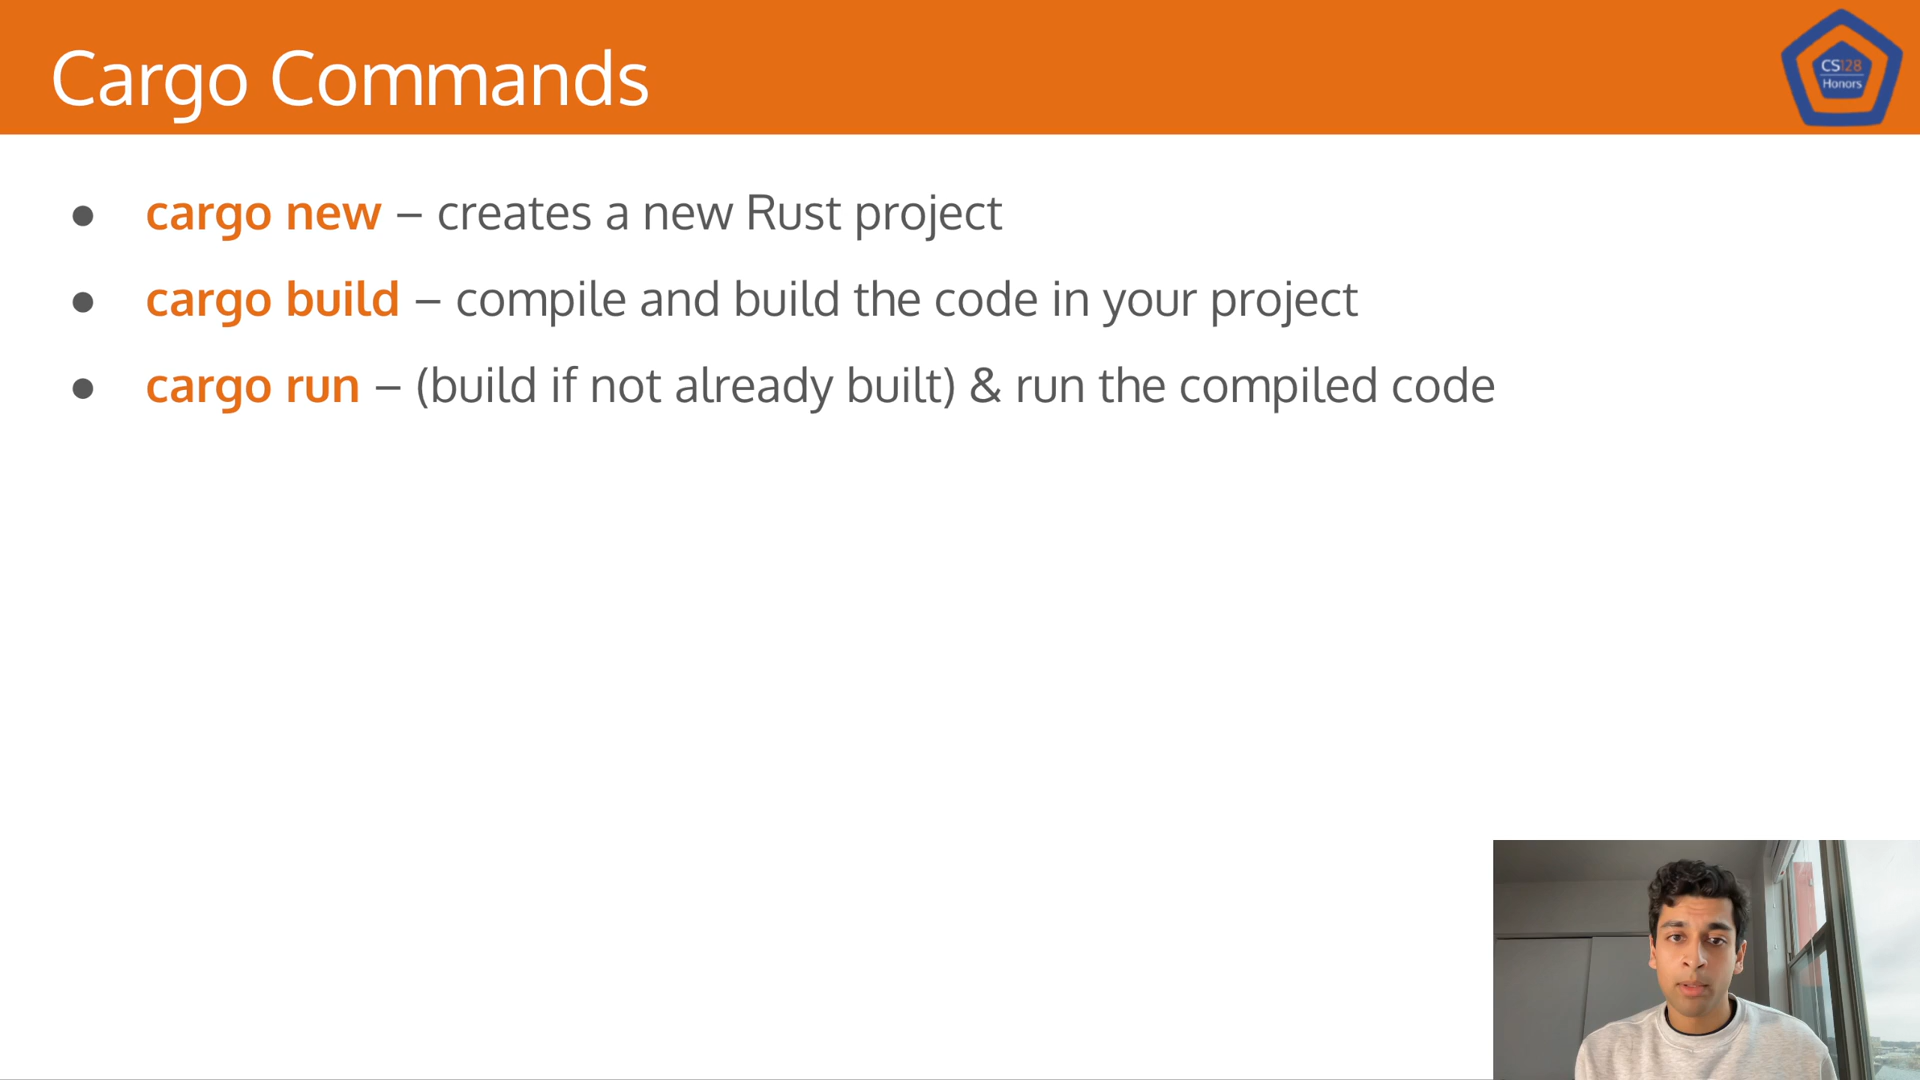 Cargo Commands
CS128
Honors
● cargo new – creates a new Rust project
● cargo build – compile and build the code in your project
● cargo run – (build if not already built) & run the compiled code